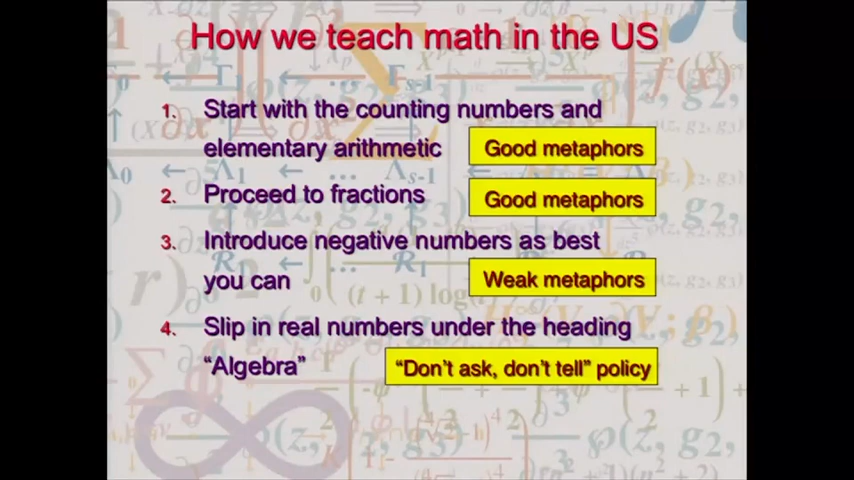 How we teach math in the US
1. Start with the counting numbers and
elementary arithmetic
Good metaphors
2. Proceed to fractions
Good metaphors
3. Introduce negative numbers as best
you can
Weak metaphors
4. Slip in real numbers under the heading
“Algebra”
“Don’t ask, don’t tell” policy